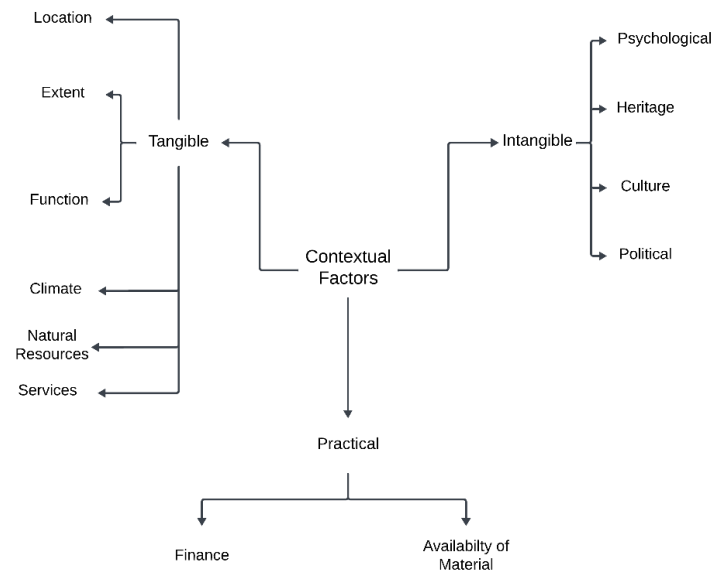 Location
Extent
Tangible
Function
Climate
Natural
Resources
Services
Contextual
Factors
Intangible
Psychological
Heritage
Culture
Political
Practical
Finance
Availabilty of
Material